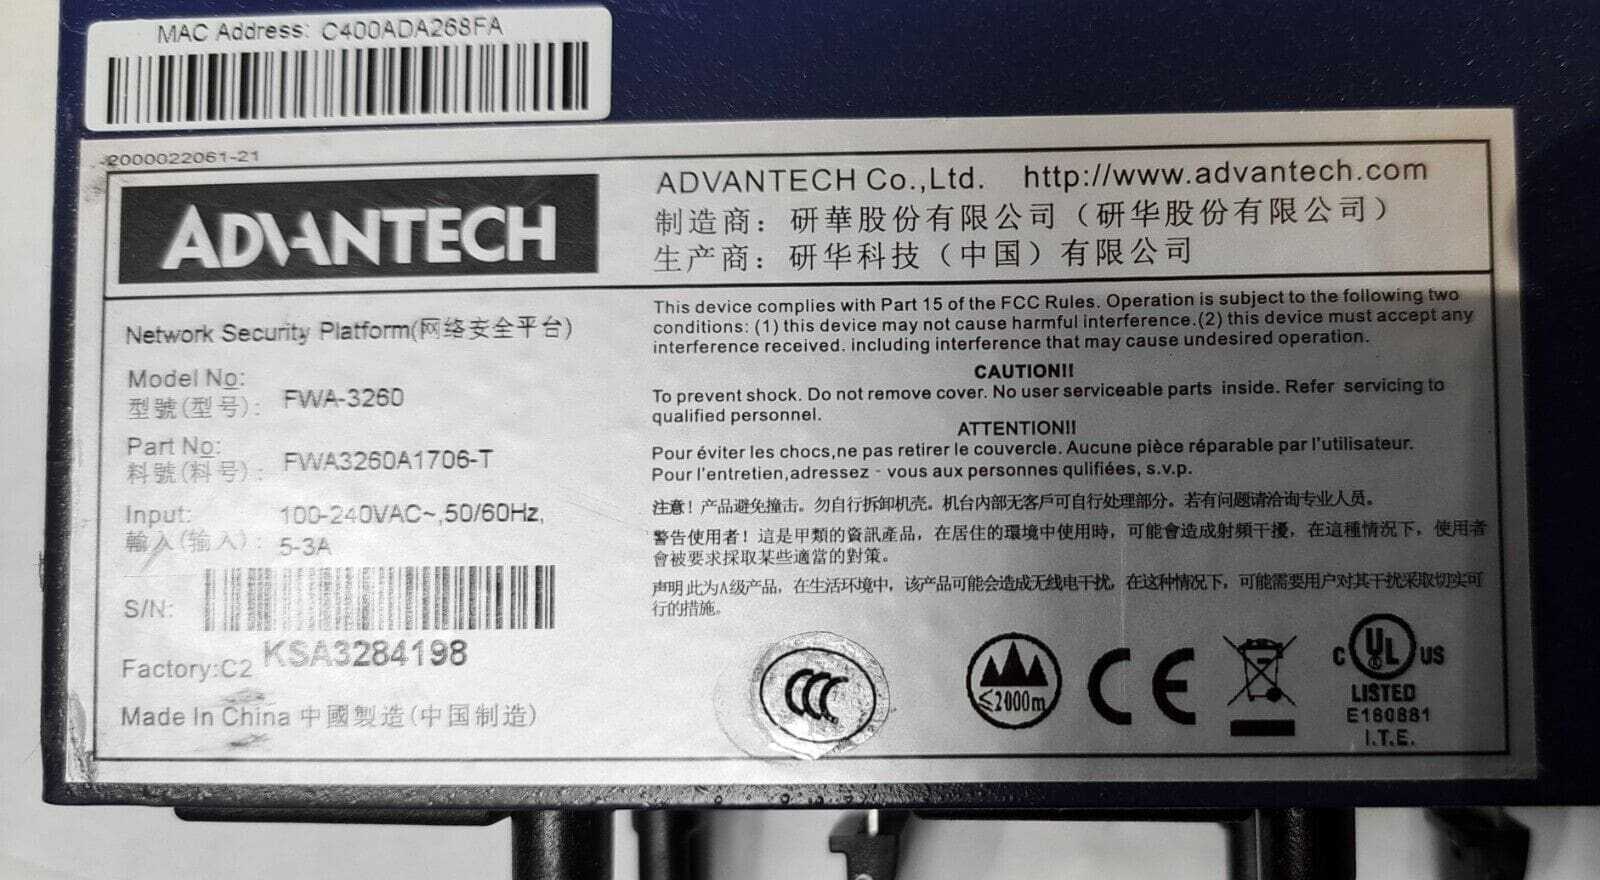 MAC Address: C400ADA268FA
2000022061-21
ADVANTECH
ADVANTECH Co.,Ltd. http://www.advantech.com
制造商：研華股份有限公司（研华股份有限公司）
生产商：研华科技（中国）有限公司
Network Security Platform(网络安全平台)
Model No:
型號(型号): FWA-3260
Part No:
料號(料号): FWA3260A1706-T
Input: 100-240VAC~,50/60Hz,
輸入(输入): 5-3A
S/N:
KSA3284198
Factory:C2
Made In China 中國製造(中国制造)
This device complies with Part 15 of the FCC Rules. Operation is subject to the following two
conditions: (1) this device may not cause harmful interference.(2) this device must accept any
interference received. including interference that may cause undesired operation.
CAUTION!!
To prevent shock. Do not remove cover. No user serviceable parts inside. Refer servicing to
qualified personnel.
ATTENTION!!
Pour éviter les chocs,ne pas retirer le couvercle. Aucune pièce réparable par l'utilisateur.
Pour l'entretien,adressez - vous aux personnes qulifiées, s.v.p.
注意！产品避免撞击。勿自行拆卸机壳。机台内部无客戶可自行处理部分。若有问题请洽询专业人员。
警告使用者！這是甲類的資訊產品，在居住的環境中使用時，可能會造成射頻干擾，在這種情況下，使用者
會被要求採取某些適當的對策。
声明此为A级产品，在生活环境中，该产品可能会造成无线电干扰，在这种情况下，可能需要用户对其干扰采取切实可
行的措施。
CCC
≤2000m
CE
C UL US
LISTED
E180881
I.T.E.